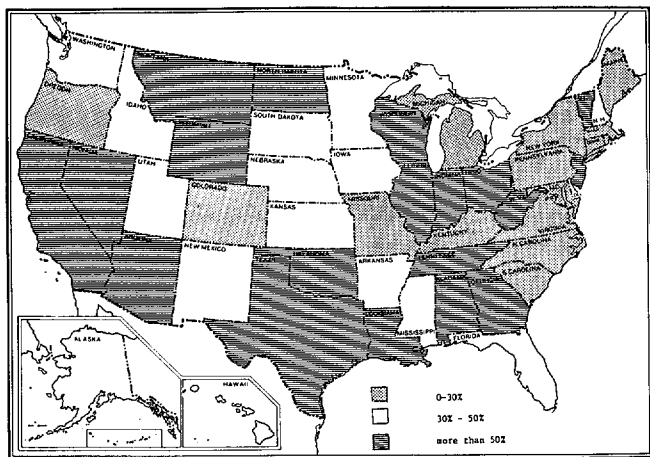 WASHINGTON
MONTANA
NORTH DAKOTA
MINNESOTA
OREGON
IDAHO
SOUTH DAKOTA
WISCONSIN
MICHIGAN
N.H.
NEW YORK
PENNSYLVANIA
IOWA
NEBRASKA
UTAH
COLORADO
KANSAS
MISSOURI
KENTUCKY
VIRGINIA
N CAROLINA
TENNESSEE
S CAROLINA
ARIZONA
NEW MEXICO
TEXAS
OKLAHOMA
ARKANSAS
ALABAMA
GEORGIA
LOUISIANA
MISSISSIPPI
FLORIDA
ALASKA
HAWAII
0-30%
30% - 50%
more than 50%